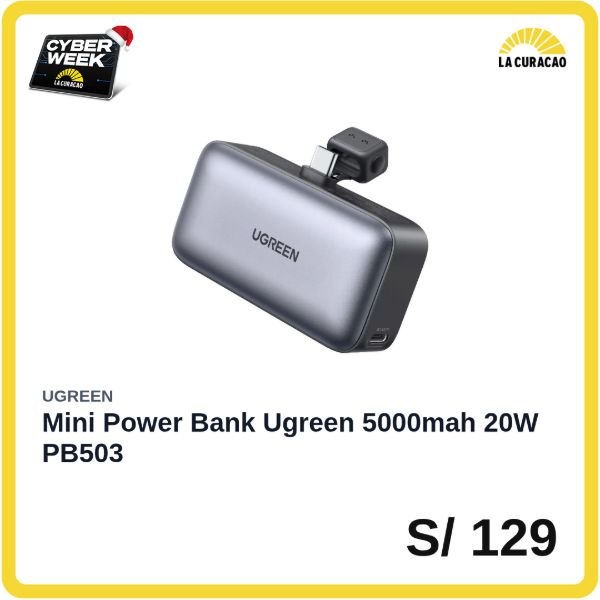 CYBER
WEEK
LA CURACAO
LA CURACAO
UGREEN
UGREEN
Mini Power Bank Ugreen 5000mah 20W
PB503
S/ 129